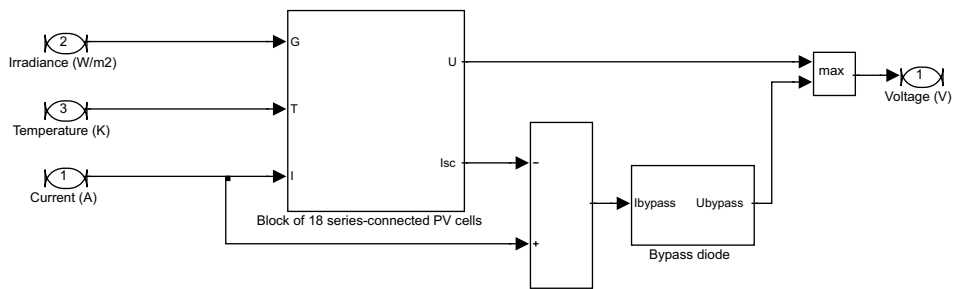 2
Irradiance (W/m2)
3
Temperature (K)
1
Current (A)
G
T
I
U
Isc
Block of 18 series-connected PV cells
−
+
Ibypass Ubypass
Bypass diode
max
1
Voltage (V)